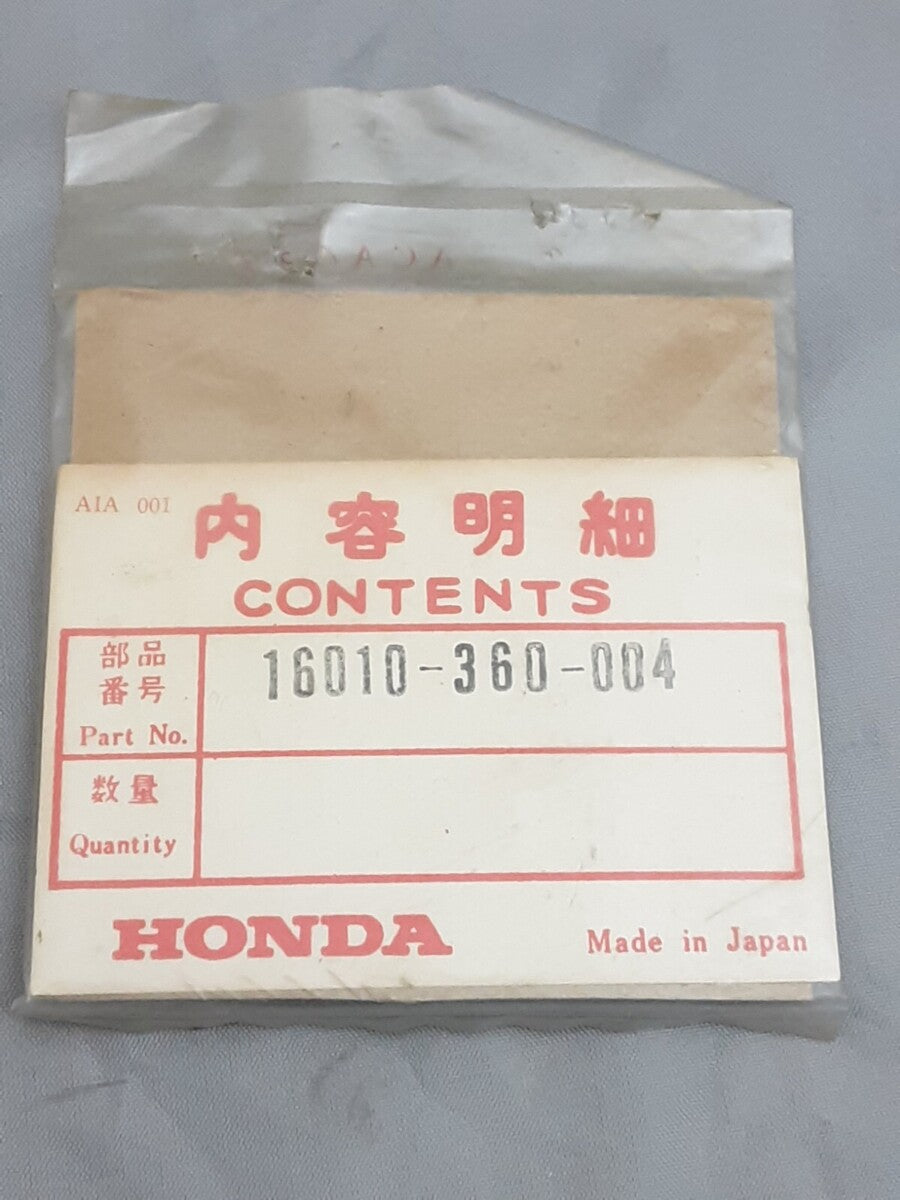 AIA 001
内容明細
CONTENTS
部品
番号
Part No.
16010-360-004
数量
Quantity
HONDA
Made in Japan